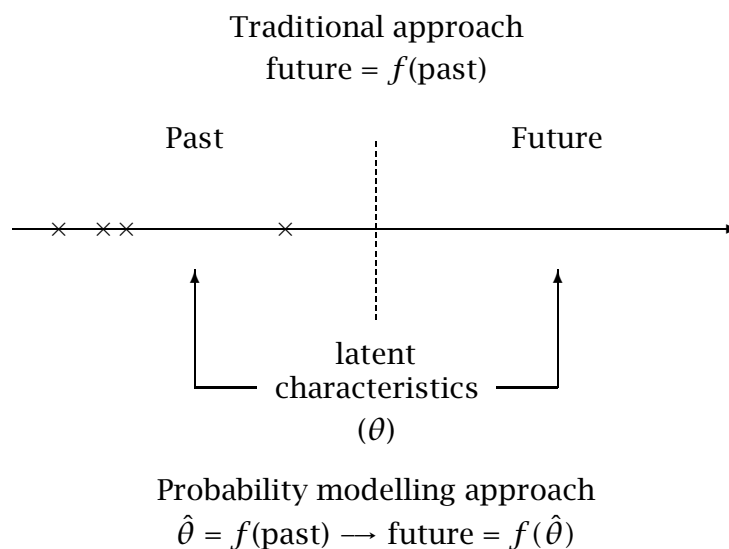 Traditional approach
future = f(past)
Past Future
latent
characteristics
(θ)
Probability modelling approach
θ̂ = f(past) → future = f(θ̂)